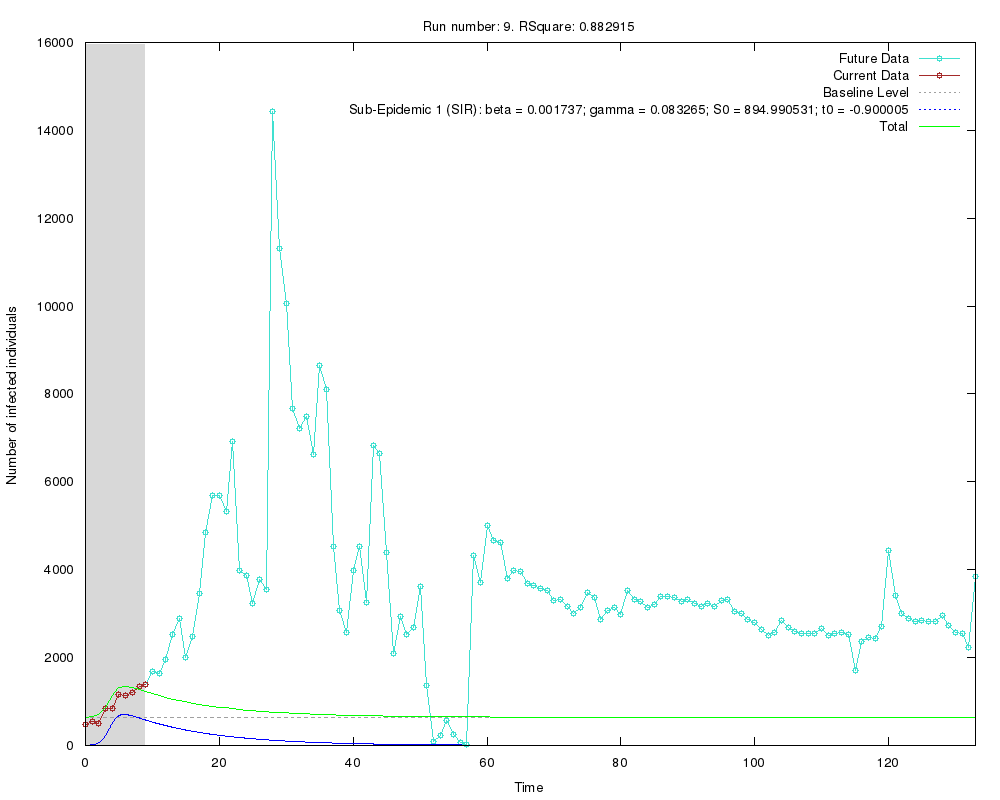 Run number: 9. RSquare: 0.882915
16000
14000
12000
10000
8000
6000
4000
2000
0
Number of infected individuals
Future Data
Current Data
Baseline Level
Sub-Epidemic 1 (SIR): beta = 0.001737; gamma = 0.083265; S0 = 894.990531; t0 = -0.900005
Total
0 20 40 60 80 100 120
Time